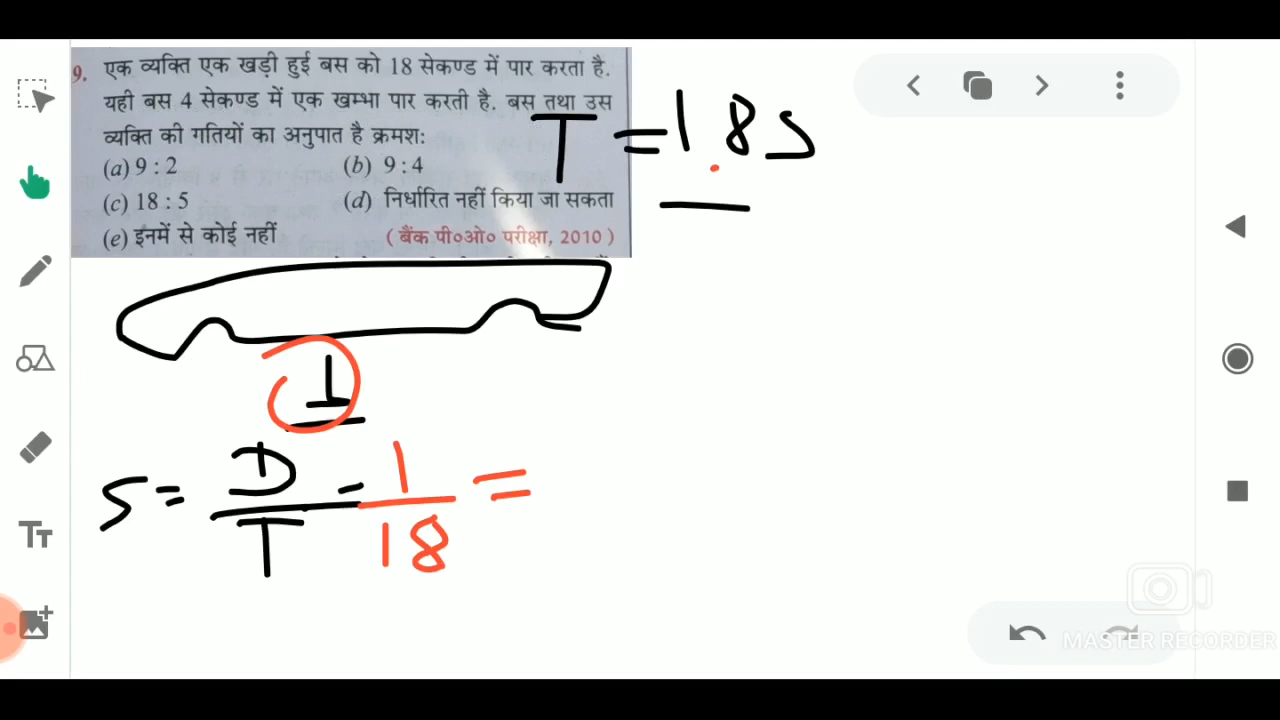 9. एक व्यक्ति एक खड़ी हुई बस को 18 सेकण्ड में पार करता है.
यही बस 4 सेकण्ड में एक खम्भा पार करती है. बस तथा उस
व्यक्ति की गतियों का अनुपात है क्रमश:
(a) 9 : 2 (b) 9 : 4
(c) 18 : 5 (d) निर्धारित नहीं किया जा सकता
(e) इनमें से कोई नहीं ( बैंक पी०ओ० परीक्षा, 2010 )
T = 18 S
1
S = D/T = 1/18 =
Tт
MASTER RECORDER